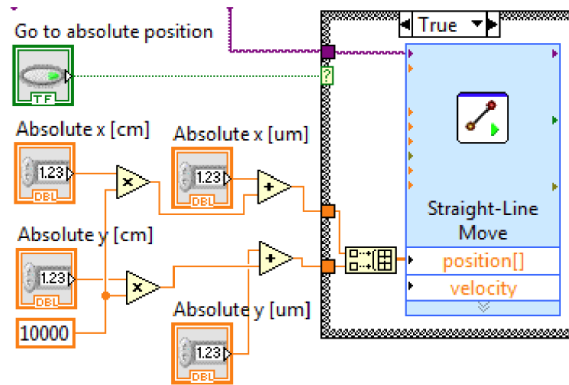 Go to absolute position
True
TF
?
Absolute x [cm]
Absolute x [um]
1.23
DBL
1.23
DBL
×
+
Straight-Line
Move
Absolute y [cm]
1.23
DBL
×
+
position[]
velocity
10000
Absolute y [um]
1.23
DBL